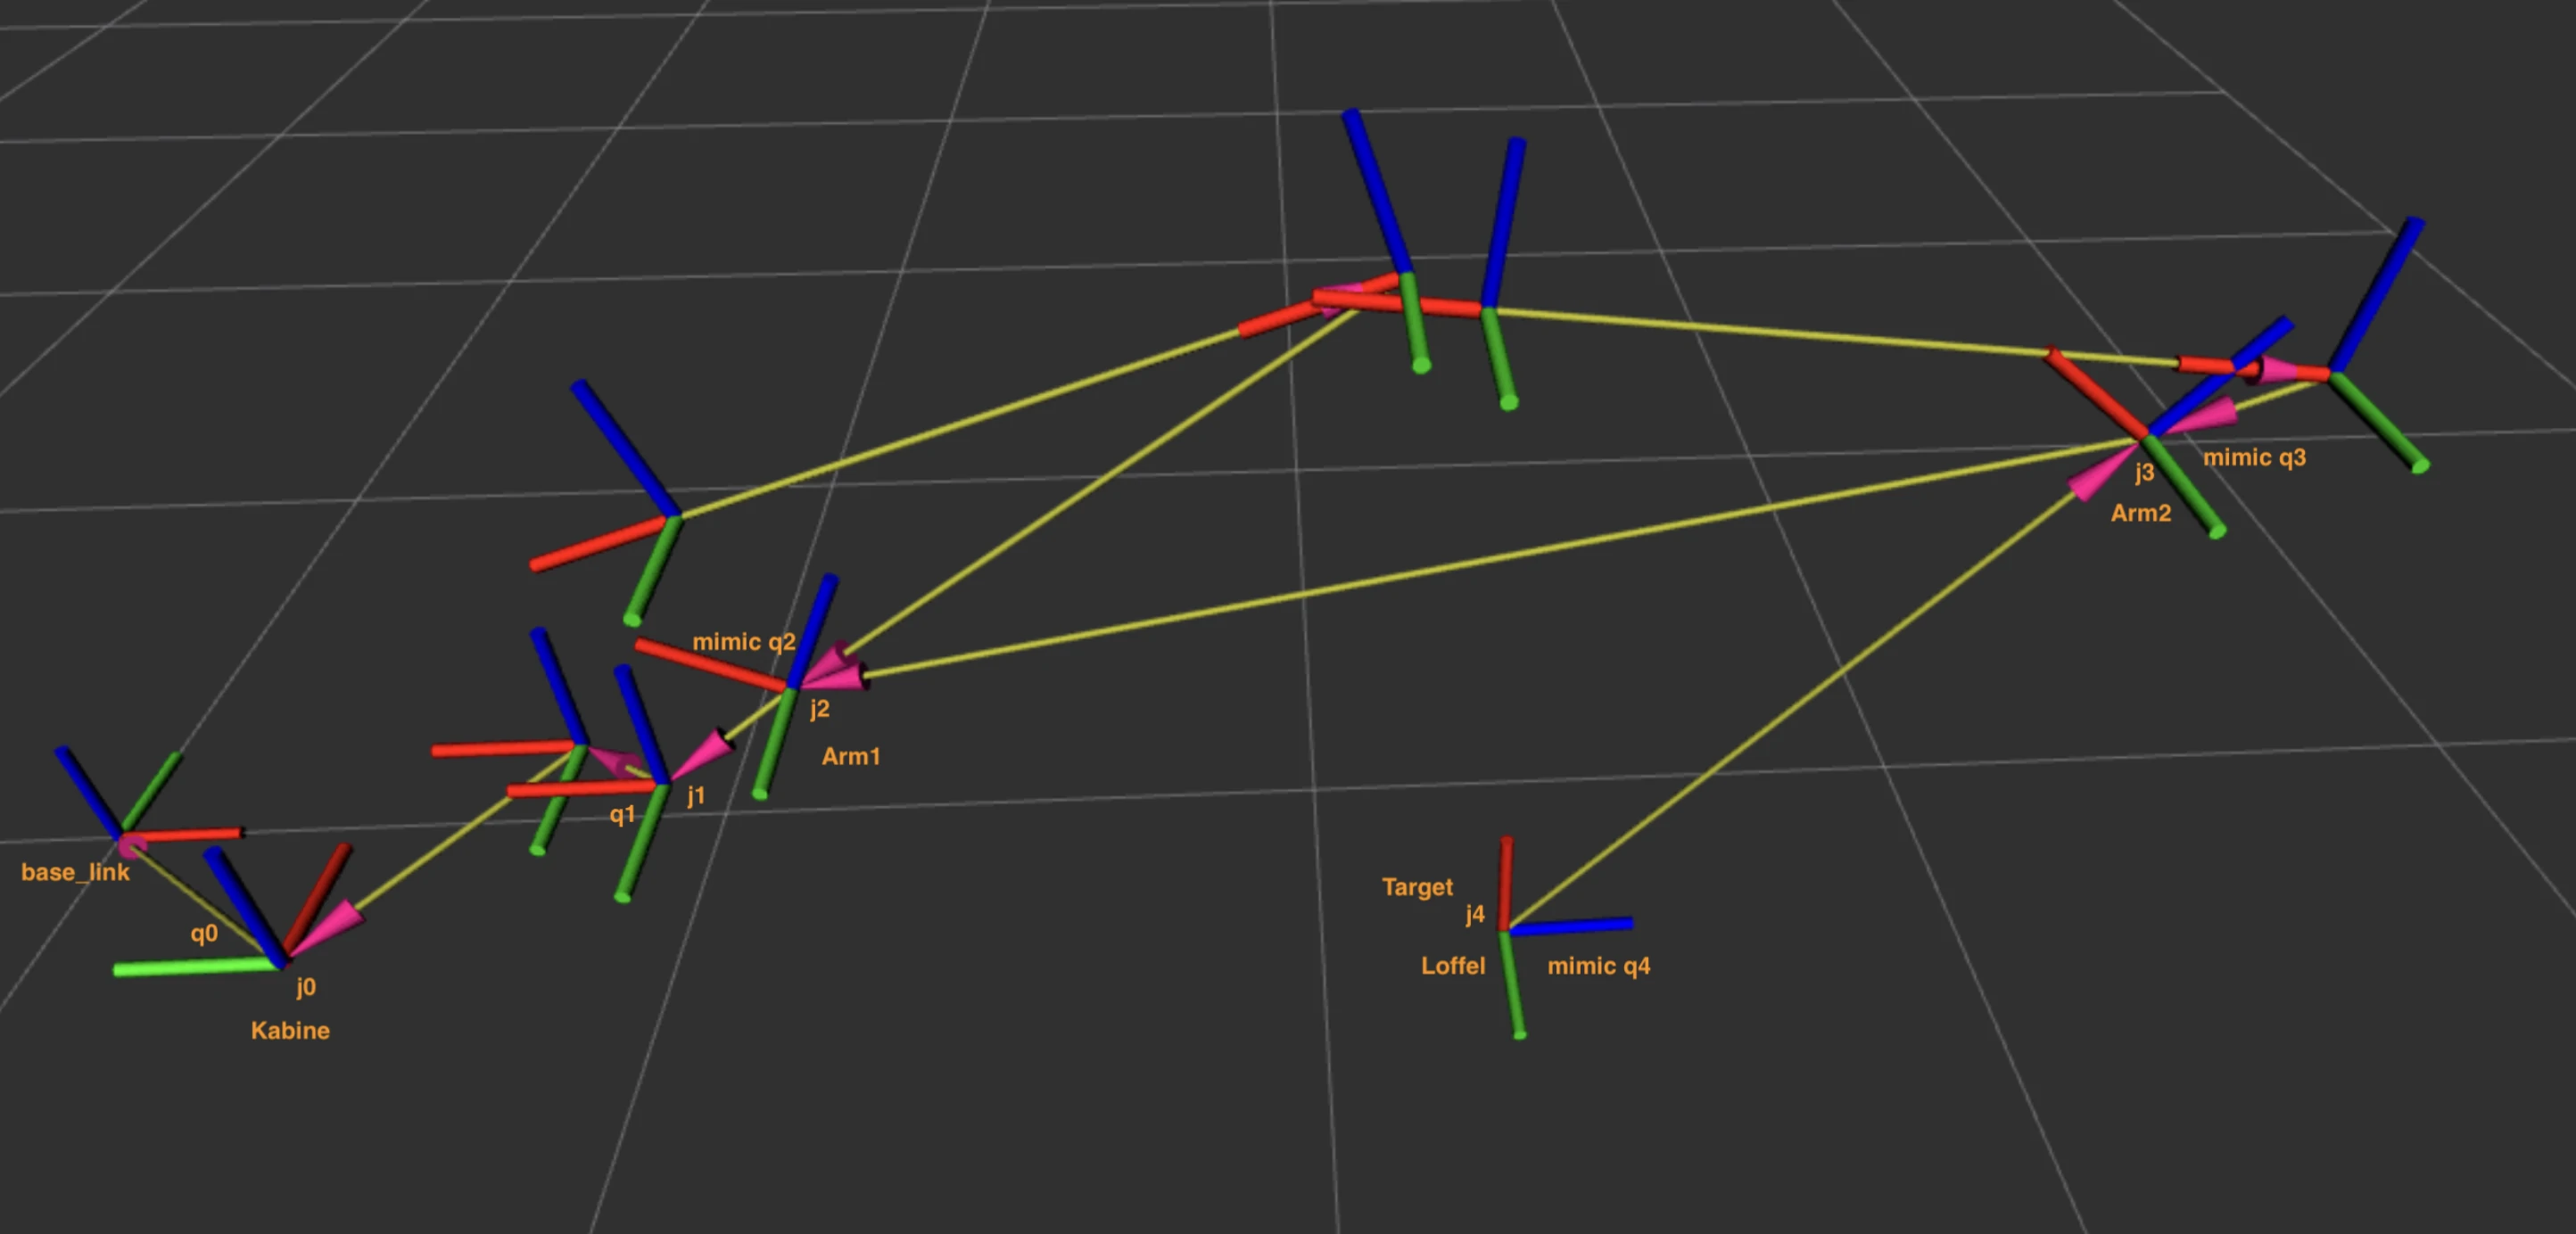 mimic q3
j3
Arm2
mimic q2
j2
Arm1
j1
q1
base_link
Target
j4
q0
Loffel
mimic q4
j0
Kabine